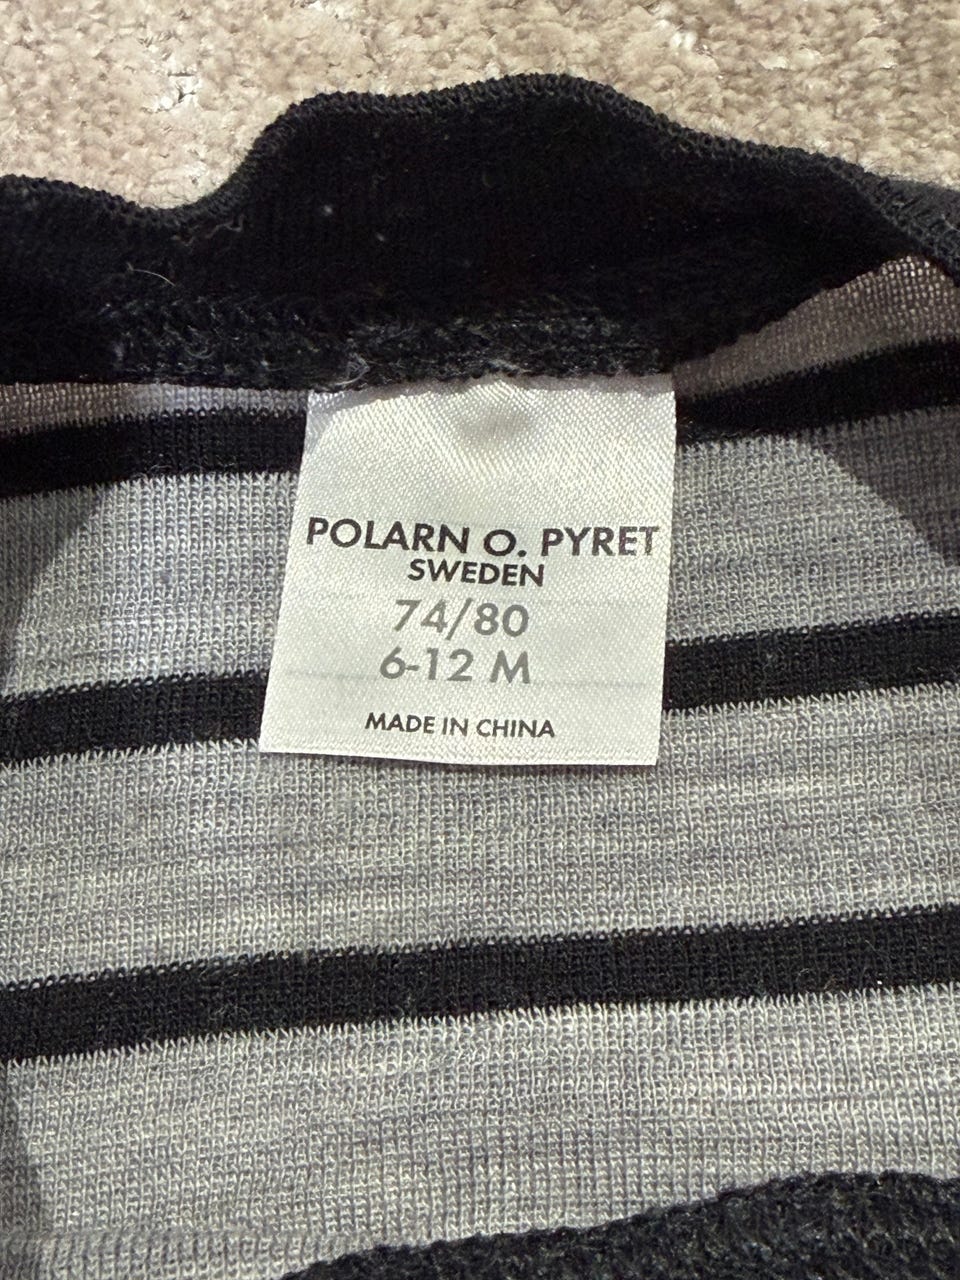 POLARN O. PYRET
SWEDEN
74/80
6-12 M
MADE IN CHINA